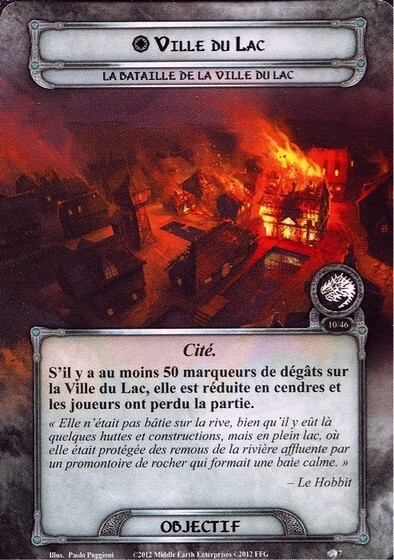 Ville du Lac
La Bataille de la Ville du Lac
10/46
Cité.
S'il y a au moins 50 marqueurs de dégâts sur
la Ville du Lac, elle est réduite en cendres et
les joueurs ont perdu la partie.
« Elle n'était pas bâtie sur la rive, bien qu'il y eût là
quelques huttes et constructions, mais en plein lac, où
elle était protégée des remous de la rivière affluente par
un promontoire de rocher qui formait une baie calme. »
– Le Hobbit
OBJECTIF
Illus. Paolo Puggioni ©2012 Middle Earth Enterprises ©2012 FFG